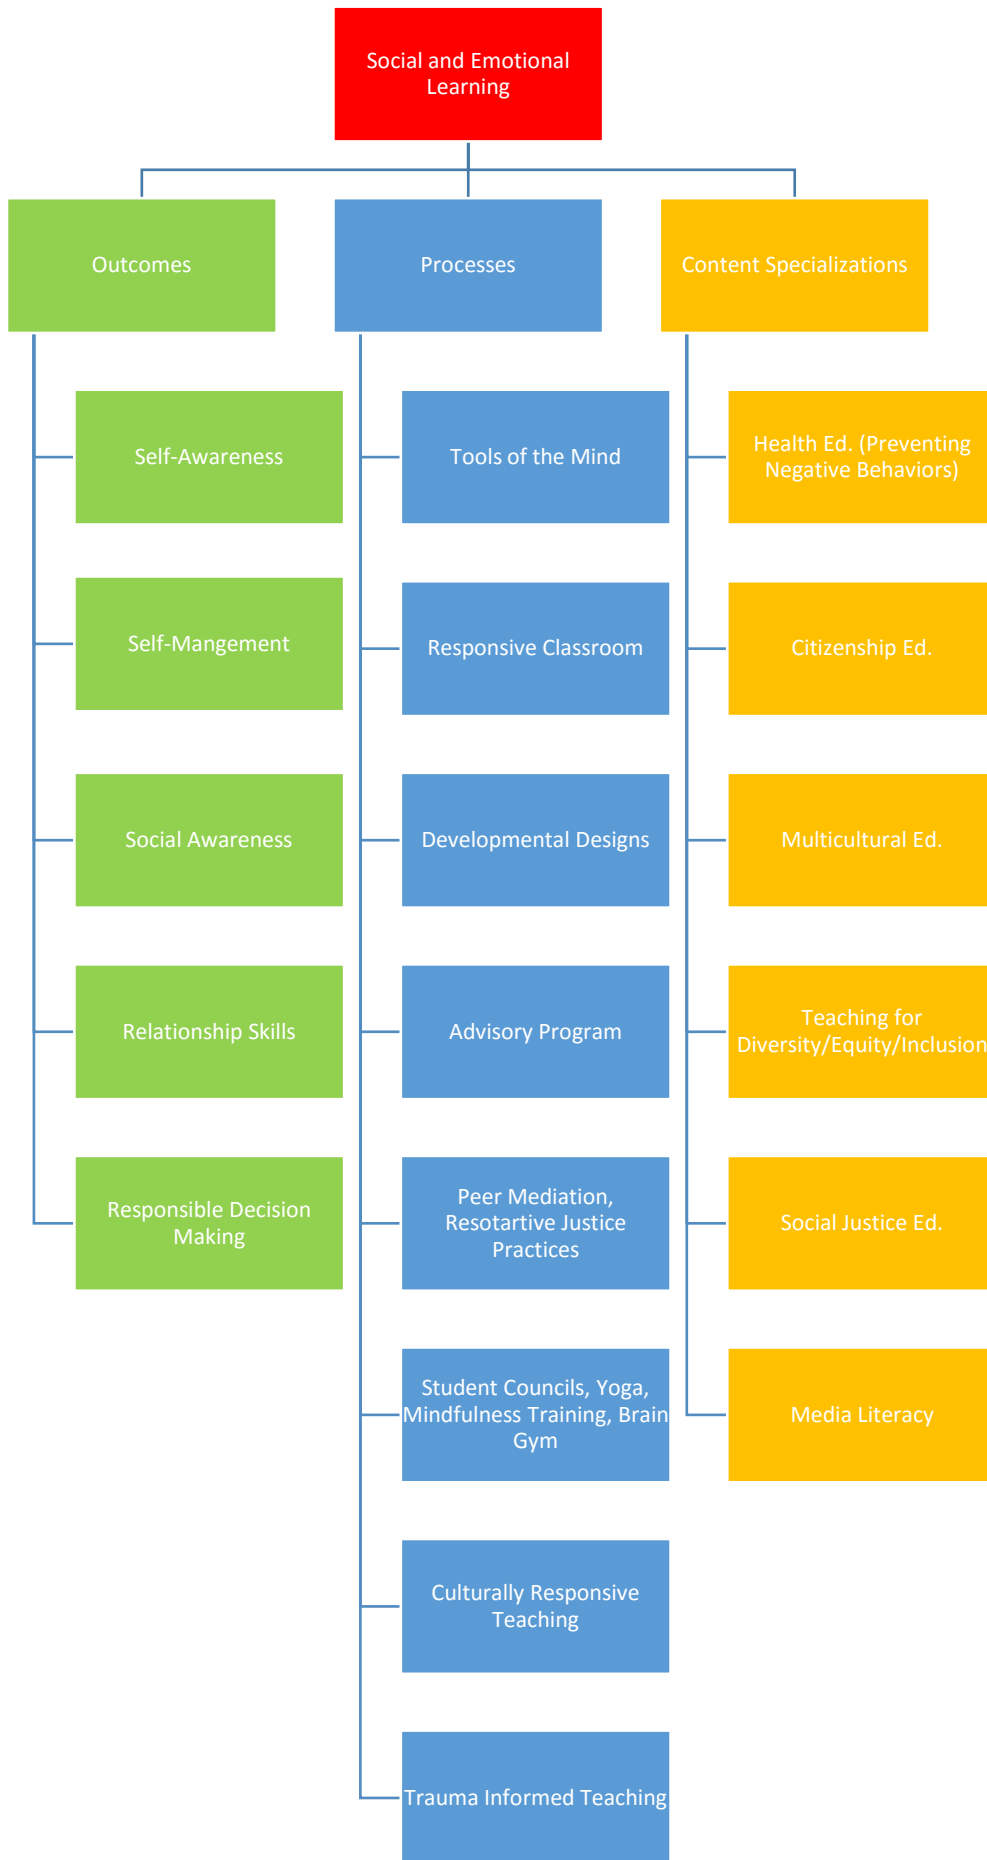 Social and Emotional
Learning
Outcomes
Processes
Content Specializations
Self-Awareness
Self-Mangement
Social Awareness
Relationship Skills
Responsible Decision
Making
Tools of the Mind
Responsive Classroom
Developmental Designs
Advisory Program
Peer Mediation,
Resotartive Justice
Practices
Student Councils, Yoga,
Mindfulness Training, Brain
Gym
Culturally Responsive
Teaching
Trauma Informed Teaching
Health Ed. (Preventing
Negative Behaviors)
Citizenship Ed.
Multicultural Ed.
Teaching for
Diversity/Equity/Inclusion
Social Justice Ed.
Media Literacy